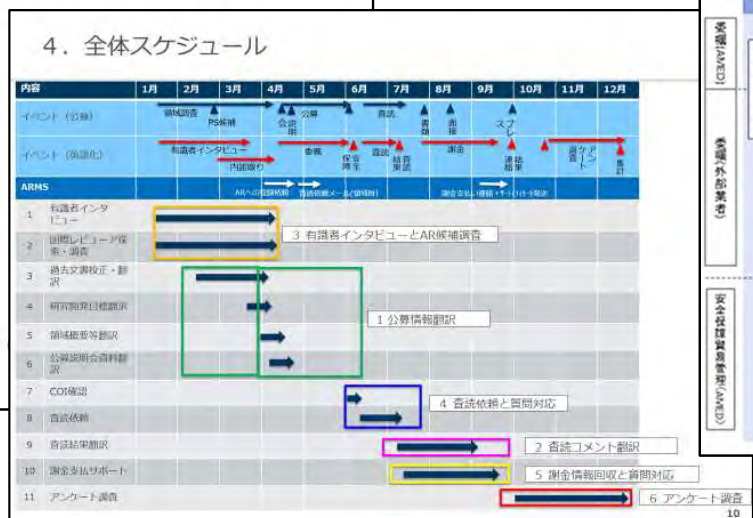 4. 全体スケジュール
内容 1月 2月 3月 4月 5月 6月 7月 8月 9月 10月 11月 12月
イベント（公募） 領域調査 PS候補 公募 査読 書類 面接
イベント（英語化） 有識者インタビュー 内部取り 委嘱 査読 謝金
ARMS
1 有識者インタビュー
2 国際レビューア探索・調査
3 有識者インタビューとAR候補調査
3 過去文書校正・翻訳
4 研究開発目標翻訳
1 公募情報翻訳
5 領域概要等翻訳
6 公募説明会資料翻訳
7 COI確認
4 査読依頼と質問対応
8 査読依頼
9 査読結果翻訳
2 査読コメント翻訳
10 謝金支払サポート
5 謝金情報回収と質問対応
11 アンケート調査
6 アンケート調査
10
委嘱(AMED)
委嘱(外部業者)
安全保障貿易管理(AMED)